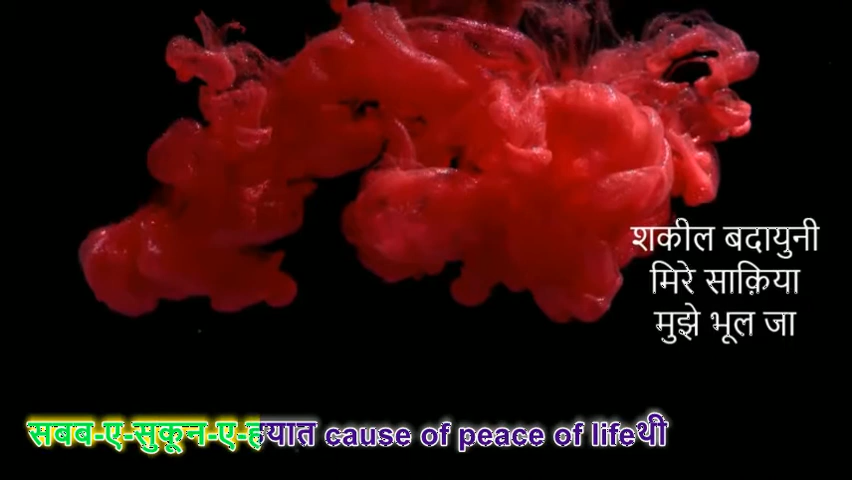 शकील बदायुनी
मिरे साक़िया
मुझे भूल जा
सबब-ए-सुकून-ए-हयात cause of peace of lifeथी